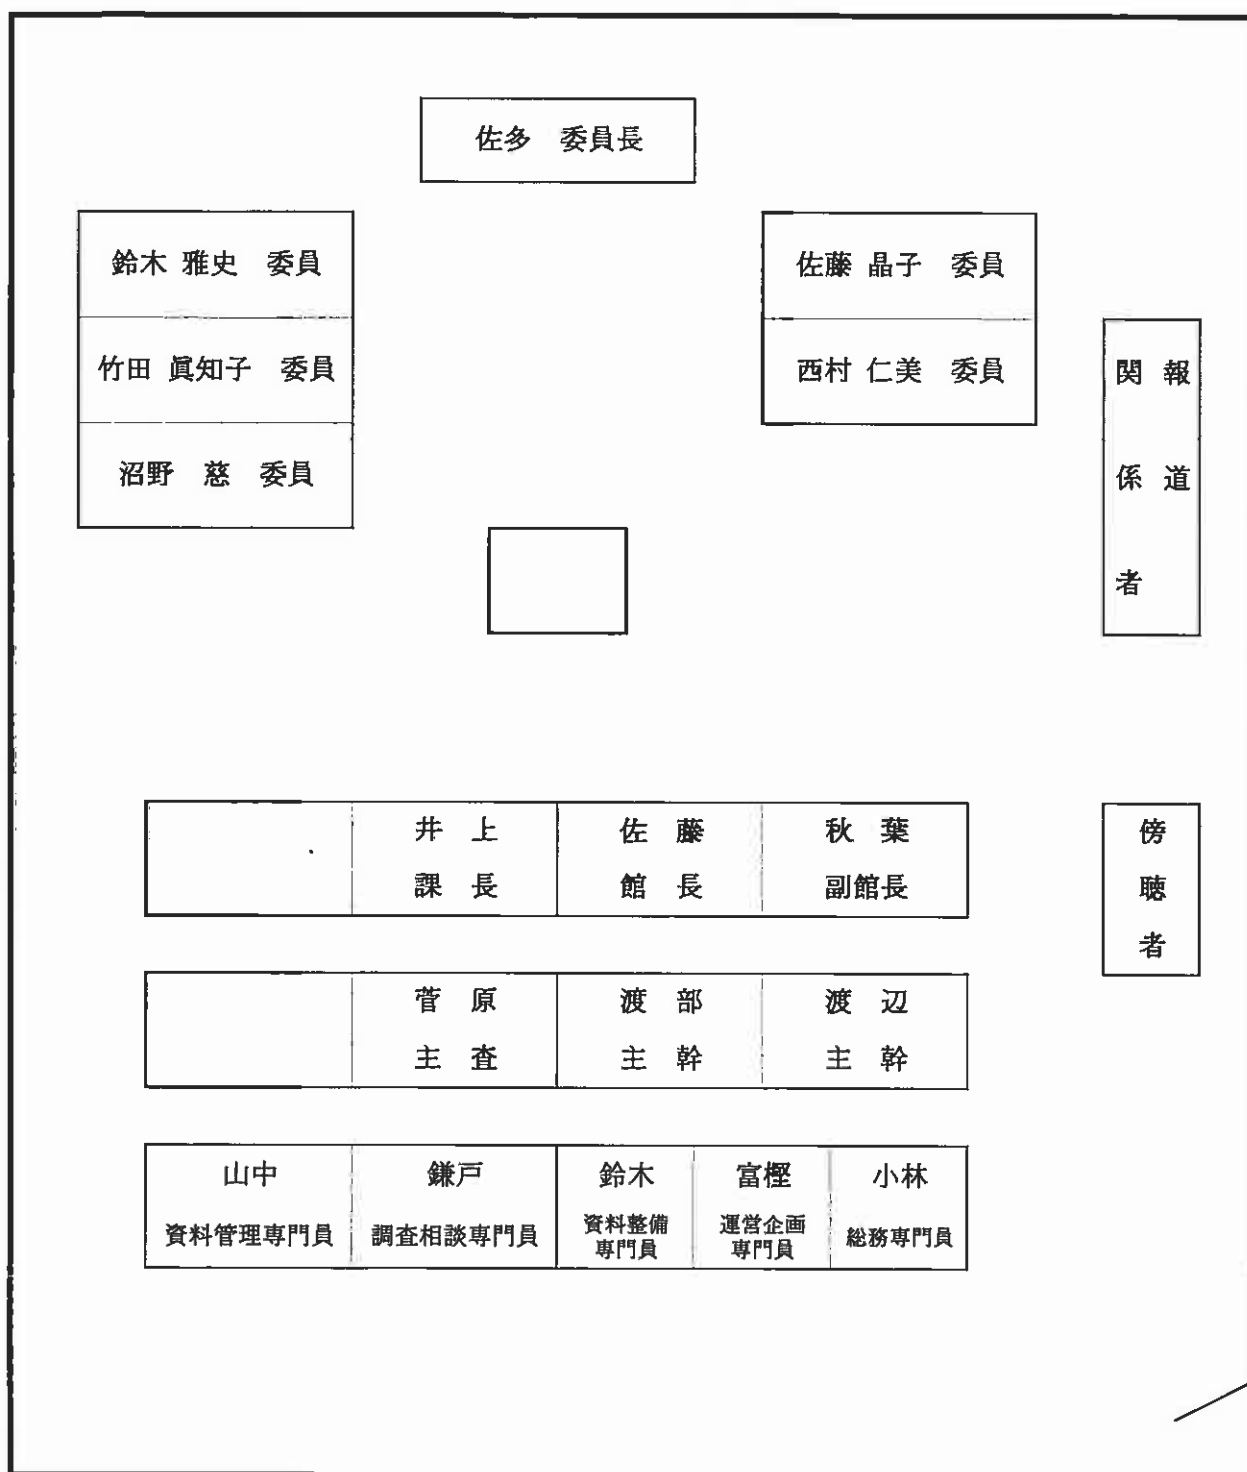 佐多 委員長
鈴木 雅史 委員
竹田 眞知子 委員
沼野 慈 委員
佐藤 晶子 委員
西村 仁美 委員
報道
関係者
井上
課長
佐藤
館長
秋葉
副館長
傍聴者
菅原
主査
渡部
主幹
渡辺
主幹
山中
資料管理専門員
鎌戸
調査相談専門員
鈴木
資料整備
専門員
富樫
運営企画
専門員
小林
総務専門員